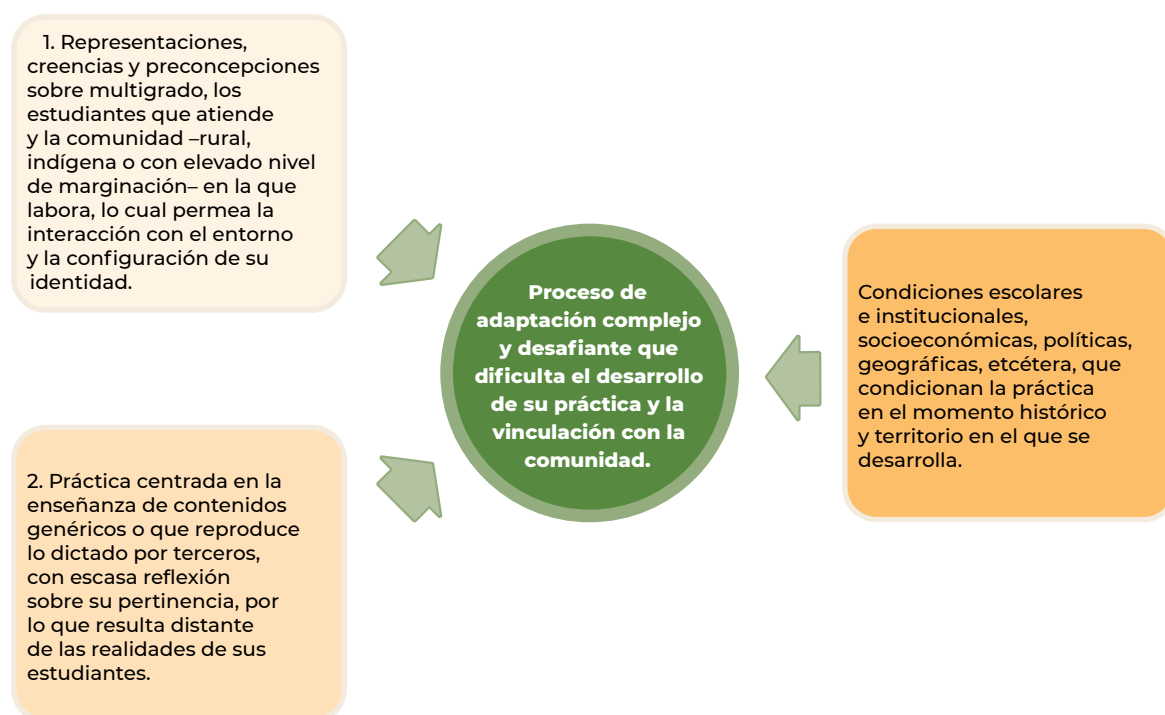 1. Representaciones,
creencias y preconcepciones
sobre multigrado, los
estudiantes que atiende
y la comunidad –rural,
indígena o con elevado nivel
de marginación– en la que
labora, lo cual permea la
interacción con el entorno
y la configuración de su
identidad.
2. Práctica centrada en la
enseñanza de contenidos
genéricos o que reproduce
lo dictado por terceros,
con escasa reflexión
sobre su pertinencia, por
lo que resulta distante
de las realidades de sus
estudiantes.
Proceso de
adaptación complejo
y desafiante que
dificulta el desarrollo
de su práctica y la
vinculación con la
comunidad.
Condiciones escolares
e institucionales,
socioeconómicas, políticas,
geográficas, etcétera, que
condicionan la práctica
en el momento histórico
y territorio en el que se
desarrolla.